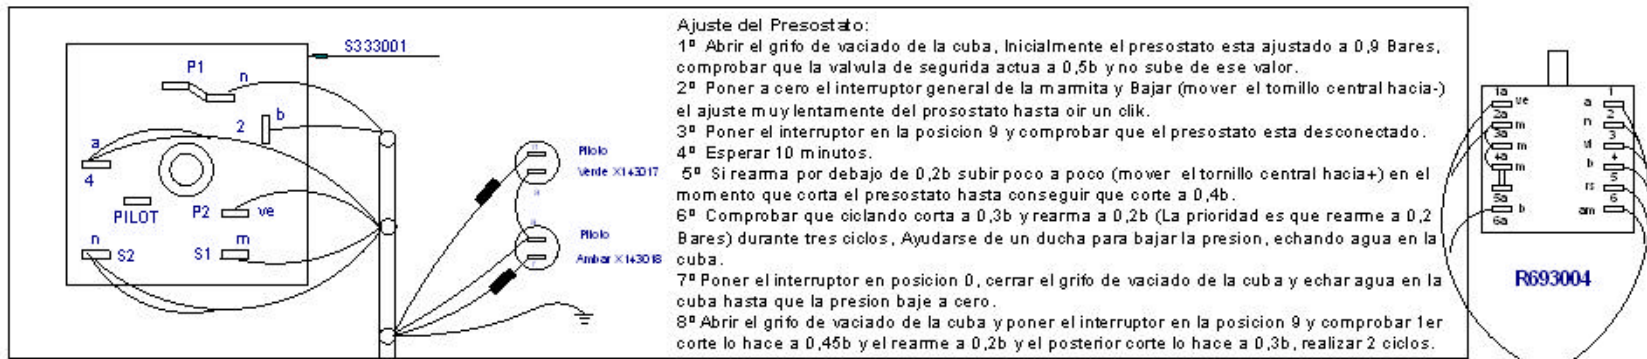 S333001
P1
n
b
2
a
4
PILOT
P2
ve
n
S2
S1
m
Piloto
Verde X143017
Piloto
Ambar X143018
Ajuste del Presostato:
1º Abrir el grifo de vaciado de la cuba, Inicialmente el presostato esta ajustado a 0,9 Bares,
comprobar que la valvula de segurida actua a 0,5b y no sube de ese valor.
2º Poner a cero el interruptor general de la marmita y Bajar (mover el tornillo central hacia-)
el ajuste muy lentamente del prosostato hasta oir un clik.
3º Poner el interruptor en la posicion 9 y comprobar que el presostato esta desconectado.
4º Esperar 10 minutos.
5º Si rearma por debajo de 0,2b subir poco a poco (mover el tornillo central hacia+) en el
momento que corta el presostato hasta conseguir que corte a 0,4b.
6º Comprobar que ciclando corta a 0,3b y rearma a 0,2b (La prioridad es que rearme a 0,2
Bares) durante tres ciclos, Ayudarse de un ducha para bajar la presion, echando agua en la
cuba.
7º Poner el interruptor en posicion 0, cerrar el grifo de vaciado de la cuba y echar agua en la
cuba hasta que la presion baje a cero.
8º Abrir el grifo de vaciado de la cuba y poner el interruptor en la posicion 9 y comprobar 1er
corte lo hace a 0,45b y el rearme a 0,2b y el posterior corte lo hace a 0,3b, realizar 2 ciclos.
1a
ve
2a
m
3a
m
4a
m
5a
b
6a
1
a
2
n
3
vl
4
b
5
rs
6
am
R693004